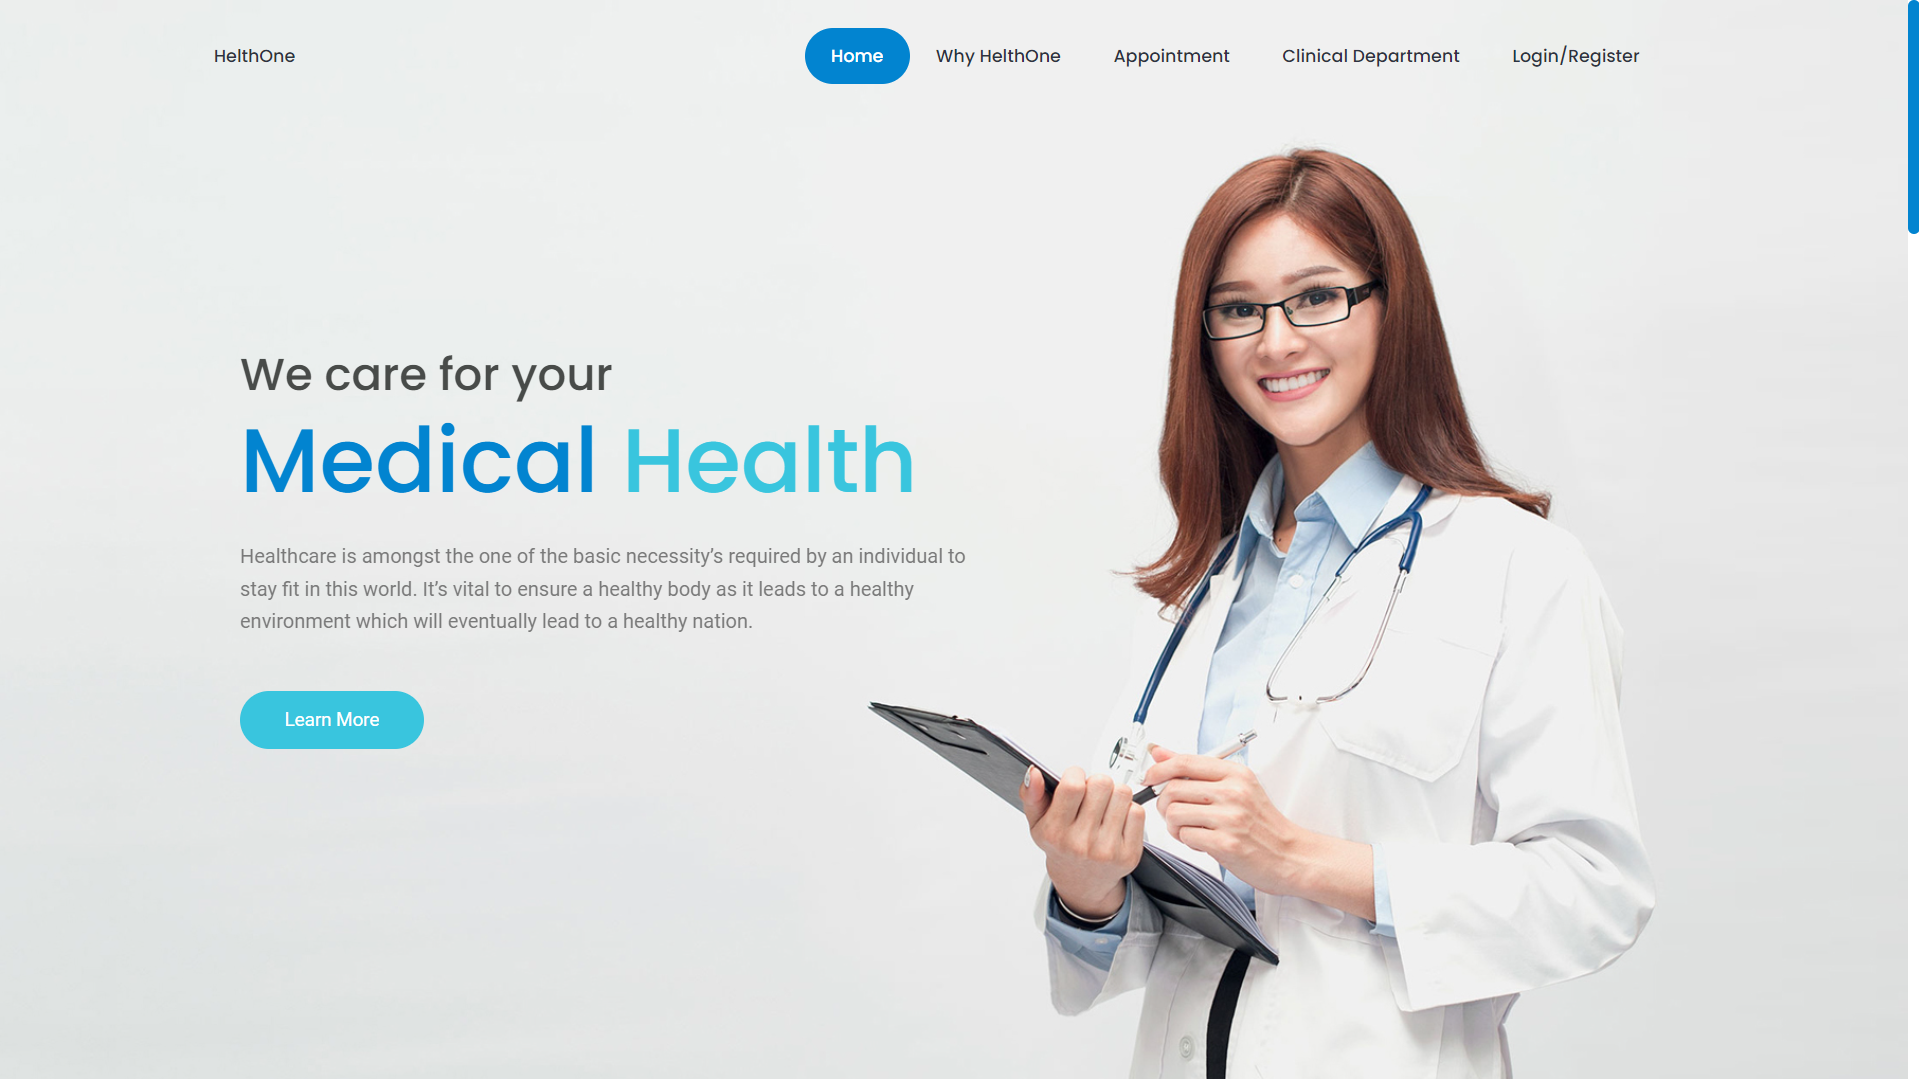 HelthOne
Home
Why HelthOne
Appointment
Clinical Department
Login/Register
We care for your
Medical Health
Healthcare is amongst the one of the basic necessity’s required by an individual to
stay fit in this world. It’s vital to ensure a healthy body as it leads to a healthy
environment which will eventually lead to a healthy nation.
Learn More